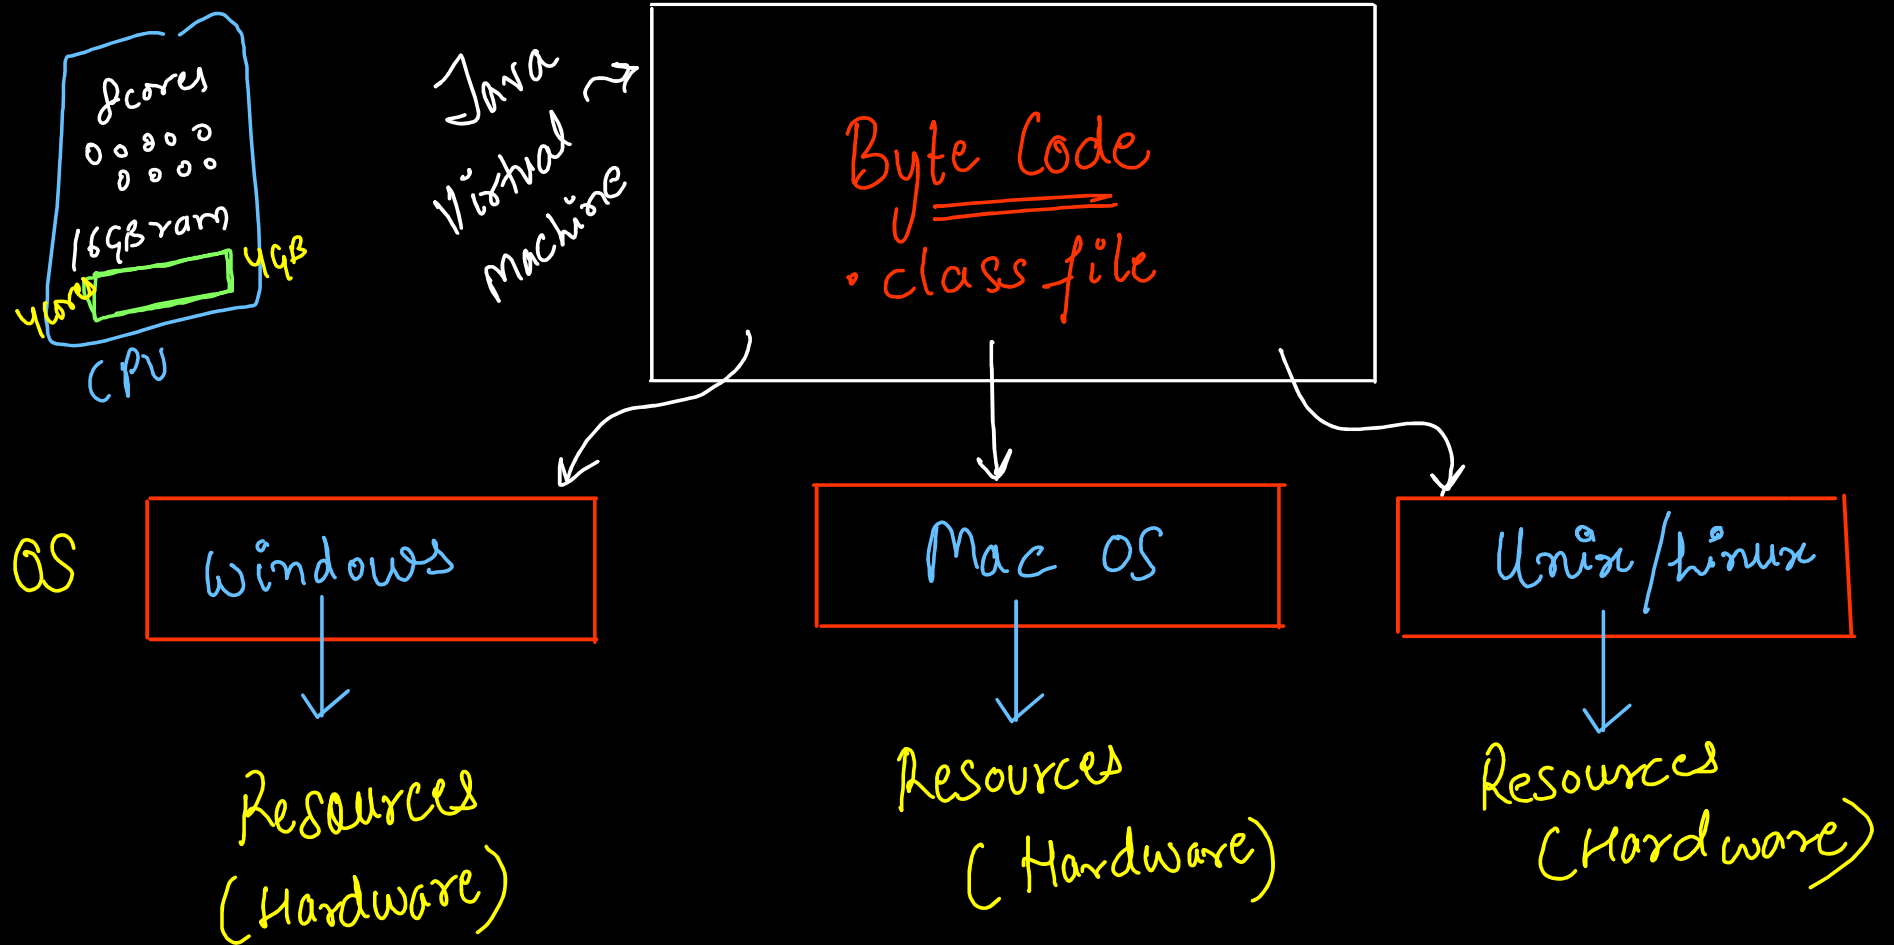 8cores
16GB ram
4GB
4cores
CPU
Java
Virtual
Machine
Byte Code
.class file
OS
Windows
Mac OS
Unix/Linux
Resources
(Hardware)
Resources
(Hardware)
Resources
(Hardware)